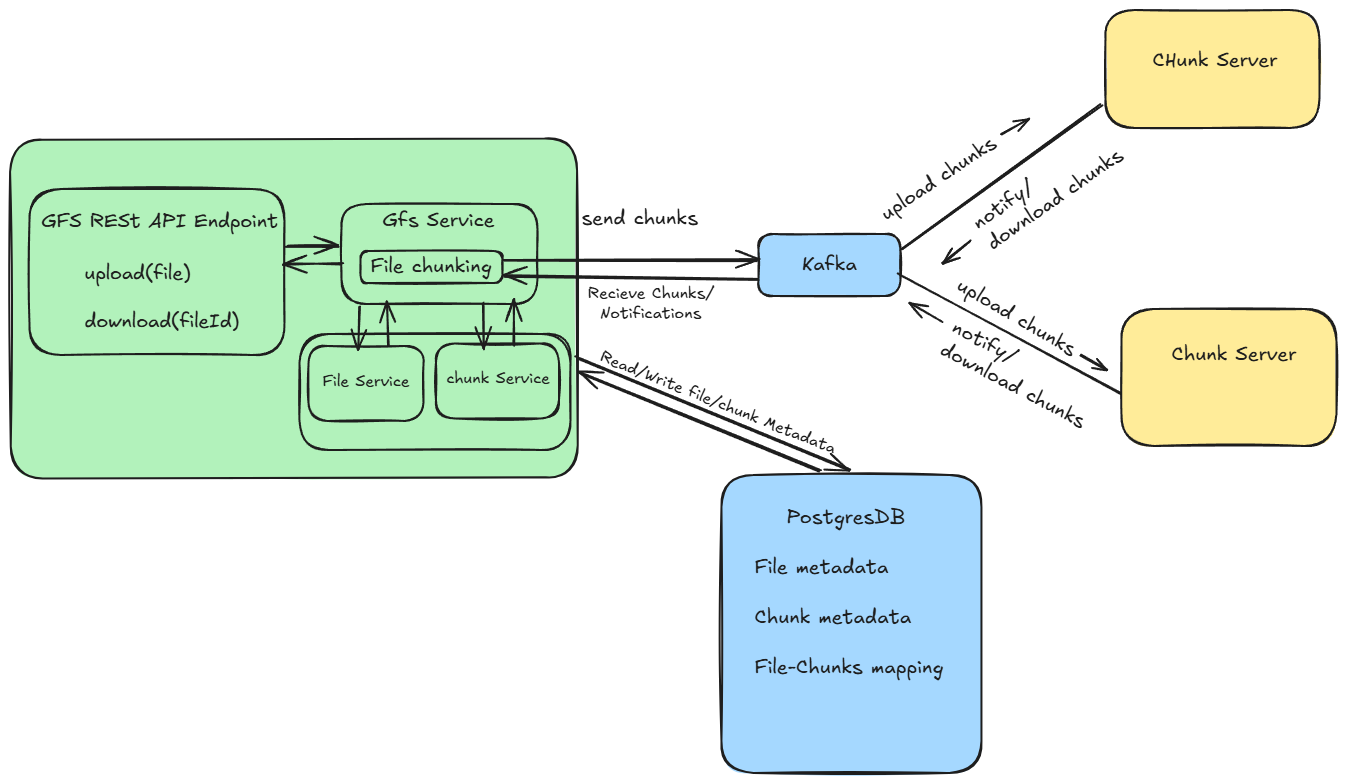 CHunk Server
upload chunks
notify/
download chunks
GFS REST API Endpoint
upload(file)
download(fileId)
Gfs Service
File chunking
send chunks
Recieve Chunks/
Notifications
Kafka
upload chunks
notify/
download chunks
Chunk Server
File Service
chunk Service
Read/Write file/chunk Metadata
PostgresDB
File metadata
Chunk metadata
File-Chunks mapping